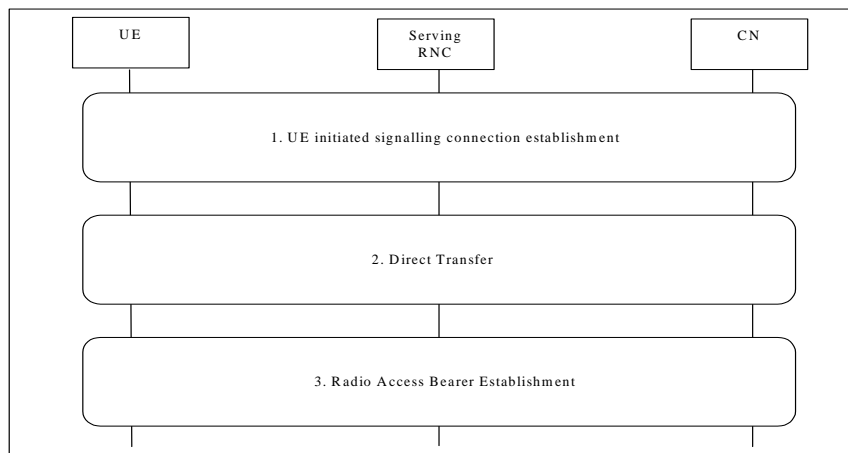 UE
Serving
RNC
CN
1. UE initiated signalling connection establishment
2. Direct Transfer
3. Radio Access Bearer Establishment